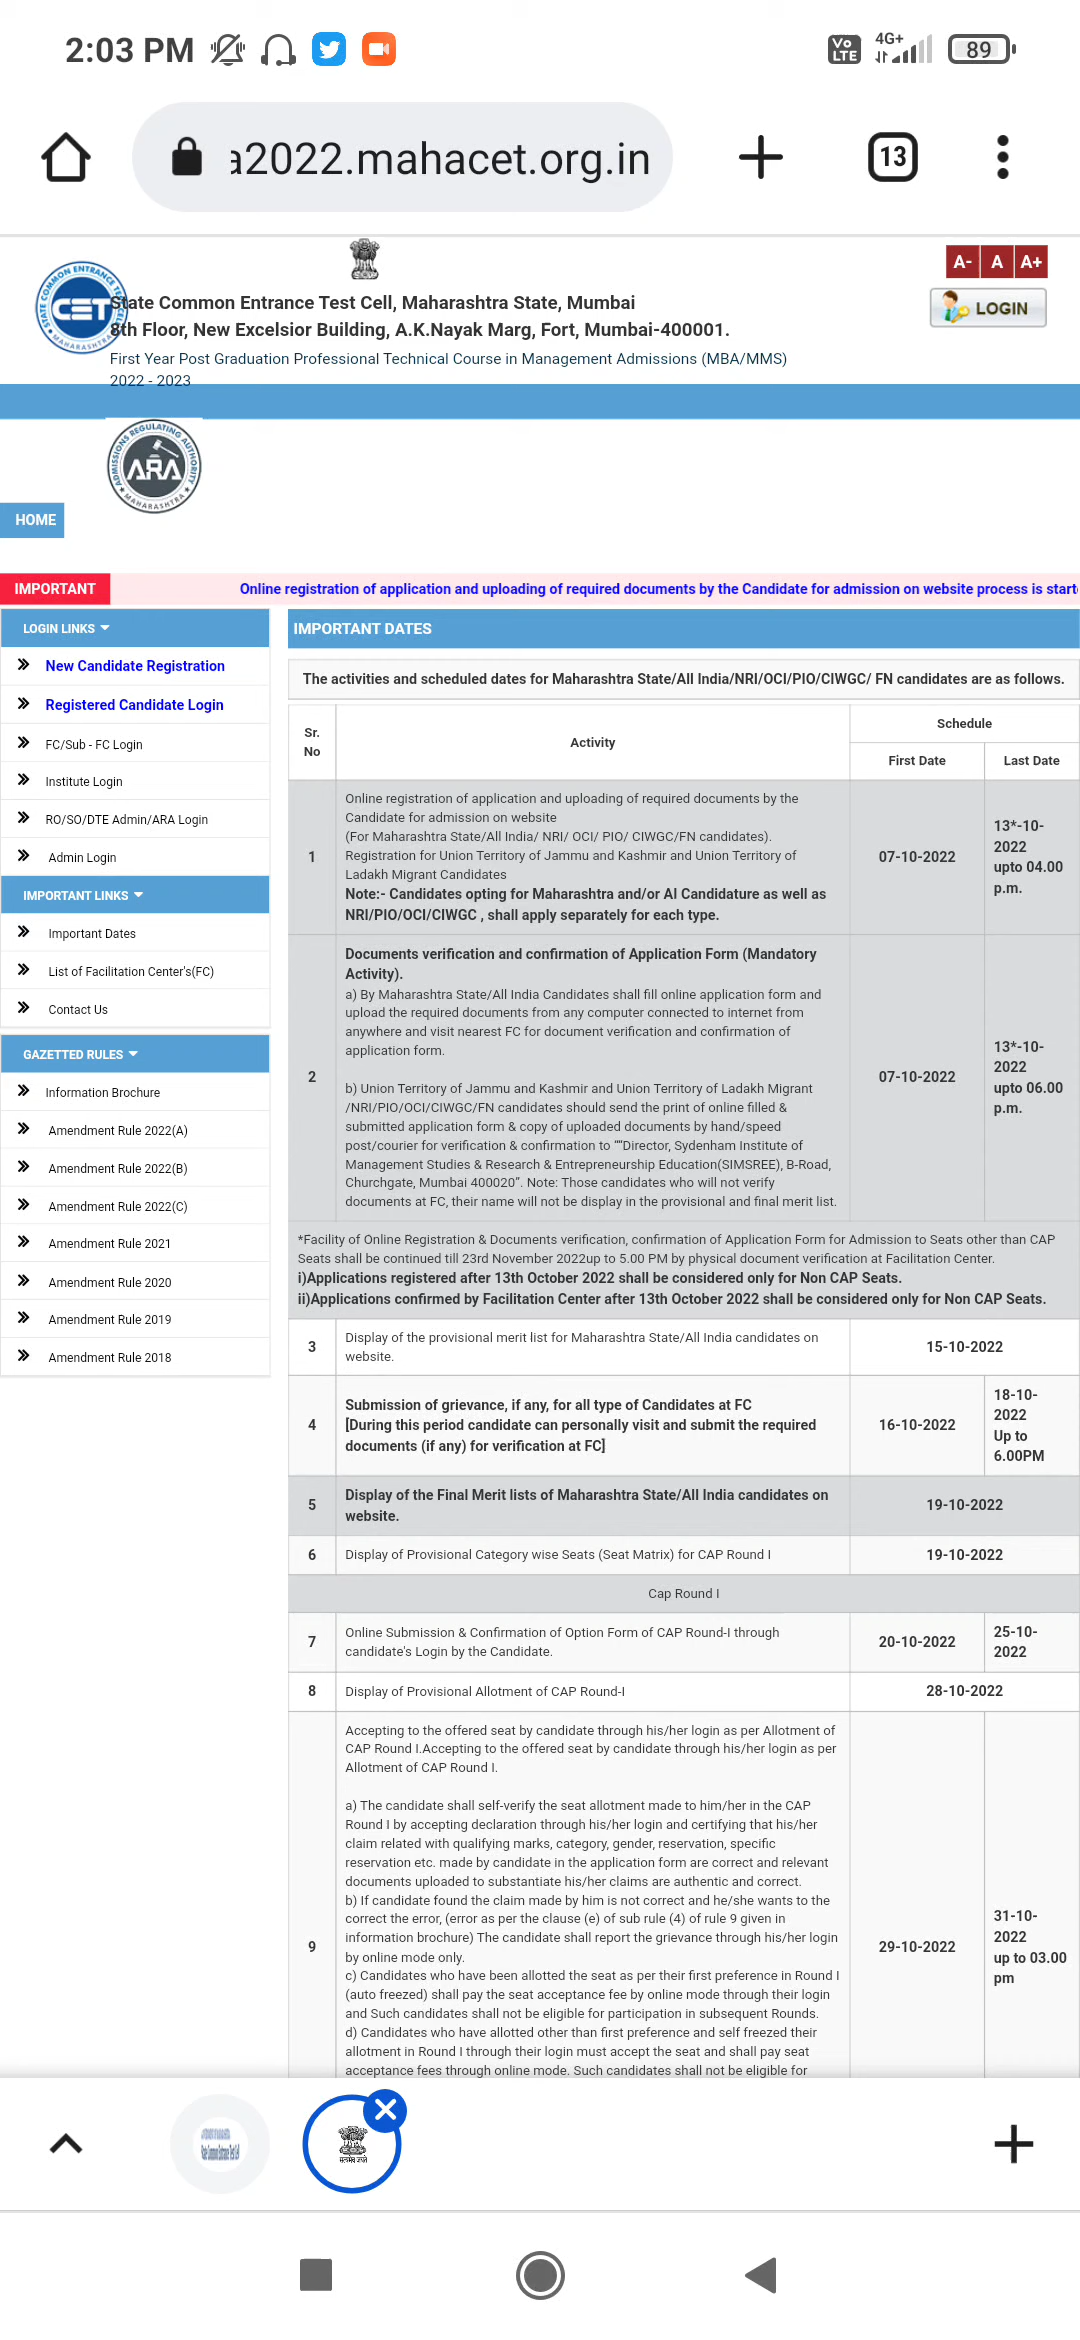 2:03 PM
Vo LTE
4G+
89
a2022.mahacet.org.in
13
A- A A+
LOGIN
STATE COMMON ENTRANCE TEST CELL
CET
MAHARASHTRA
State Common Entrance Test Cell, Maharashtra State, Mumbai
8th Floor, New Excelsior Building, A.K.Nayak Marg, Fort, Mumbai-400001.
First Year Post Graduation Professional Technical Course in Management Admissions (MBA/MMS)
2022 - 2023
ADMISSIONS REGULATING AUTHORITY
ARA
MAHARASHTRA
HOME
IMPORTANT
Online registration of application and uploading of required documents by the Candidate for admission on website process is start
LOGIN LINKS
New Candidate Registration
Registered Candidate Login
FC/Sub - FC Login
Institute Login
RO/SO/DTE Admin/ARA Login
Admin Login
IMPORTANT LINKS
Important Dates
List of Facilitation Center's(FC)
Contact Us
GAZETTED RULES
Information Brochure
Amendment Rule 2022(A)
Amendment Rule 2022(B)
Amendment Rule 2022(C)
Amendment Rule 2021
Amendment Rule 2020
Amendment Rule 2019
Amendment Rule 2018
IMPORTANT DATES
The activities and scheduled dates for Maharashtra State/All India/NRI/OCI/PIO/CIWGC/ FN candidates are as follows.
Sr. No
Activity
Schedule
First Date
Last Date
1
Online registration of application and uploading of required documents by the
Candidate for admission on website
(For Maharashtra State/All India/ NRI/ OCI/ PIO/ CIWGC/FN candidates).
Registration for Union Territory of Jammu and Kashmir and Union Territory of
Ladakh Migrant Candidates
Note:- Candidates opting for Maharashtra and/or AI Candidature as well as
NRI/PIO/OCI/CIWGC , shall apply separately for each type.
07-10-2022
13*-10-
2022
upto 04.00
p.m.
2
Documents verification and confirmation of Application Form (Mandatory
Activity).
a) By Maharashtra State/All India Candidates shall fill online application form and
upload the required documents from any computer connected to internet from
anywhere and visit nearest FC for document verification and confirmation of
application form.
b) Union Territory of Jammu and Kashmir and Union Territory of Ladakh Migrant
/NRI/PIO/OCI/CIWGC/FN candidates should send the print of online filled &
submitted application form & copy of uploaded documents by hand/speed
post/courier for verification & confirmation to “"Director, Sydenham Institute of
Management Studies & Research & Entrepreneurship Education(SIMSREE), B-Road,
Churchgate, Mumbai 400020”. Note: Those candidates who will not verify
documents at FC, their name will not be display in the provisional and final merit list.
07-10-2022
13*-10-
2022
upto 06.00
p.m.
*Facility of Online Registration & Documents verification, confirmation of Application Form for Admission to Seats other than CAP
Seats shall be continued till 23rd November 2022up to 5.00 PM by physical document verification at Facilitation Center.
i)Applications registered after 13th October 2022 shall be considered only for Non CAP Seats.
ii)Applications confirmed by Facilitation Center after 13th October 2022 shall be considered only for Non CAP Seats.
3
Display of the provisional merit list for Maharashtra State/All India candidates on
website.
15-10-2022
4
Submission of grievance, if any, for all type of Candidates at FC
[During this period candidate can personally visit and submit the required
documents (if any) for verification at FC]
16-10-2022
18-10-
2022
Up to
6.00PM
5
Display of the Final Merit lists of Maharashtra State/All India candidates on
website.
19-10-2022
6
Display of Provisional Category wise Seats (Seat Matrix) for CAP Round I
19-10-2022
Cap Round I
7
Online Submission & Confirmation of Option Form of CAP Round-I through
candidate's Login by the Candidate.
20-10-2022
25-10-
2022
8
Display of Provisional Allotment of CAP Round-I
28-10-2022
9
Accepting to the offered seat by candidate through his/her login as per Allotment of
CAP Round I.Accepting to the offered seat by candidate through his/her login as per
Allotment of CAP Round I.
a) The candidate shall self-verify the seat allotment made to him/her in the CAP
Round I by accepting declaration through his/her login and certifying that his/her
claim related with qualifying marks, category, gender, reservation, specific
reservation etc. made by candidate in the application form are correct and relevant
documents uploaded to substantiate his/her claims are authentic and correct.
b) If candidate found the claim made by him is not correct and he/she wants to the
correct the error, (error as per the clause (e) of sub rule (4) of rule 9 given in
information brochure) The candidate shall report the grievance through his/her login
by online mode only.
c) Candidates who have been allotted the seat as per their first preference in Round I
(auto freezed) shall pay the seat acceptance fee by online mode through their login
and Such candidates shall not be eligible for participation in subsequent Rounds.
d) Candidates who have allotted other than first preference and self freezed their
allotment in Round I through their login must accept the seat and shall pay seat
acceptance fees through online mode. Such candidates shall not be eligible for
29-10-2022
31-10-
2022
up to 03.00
pm
सत्यमेव जयते